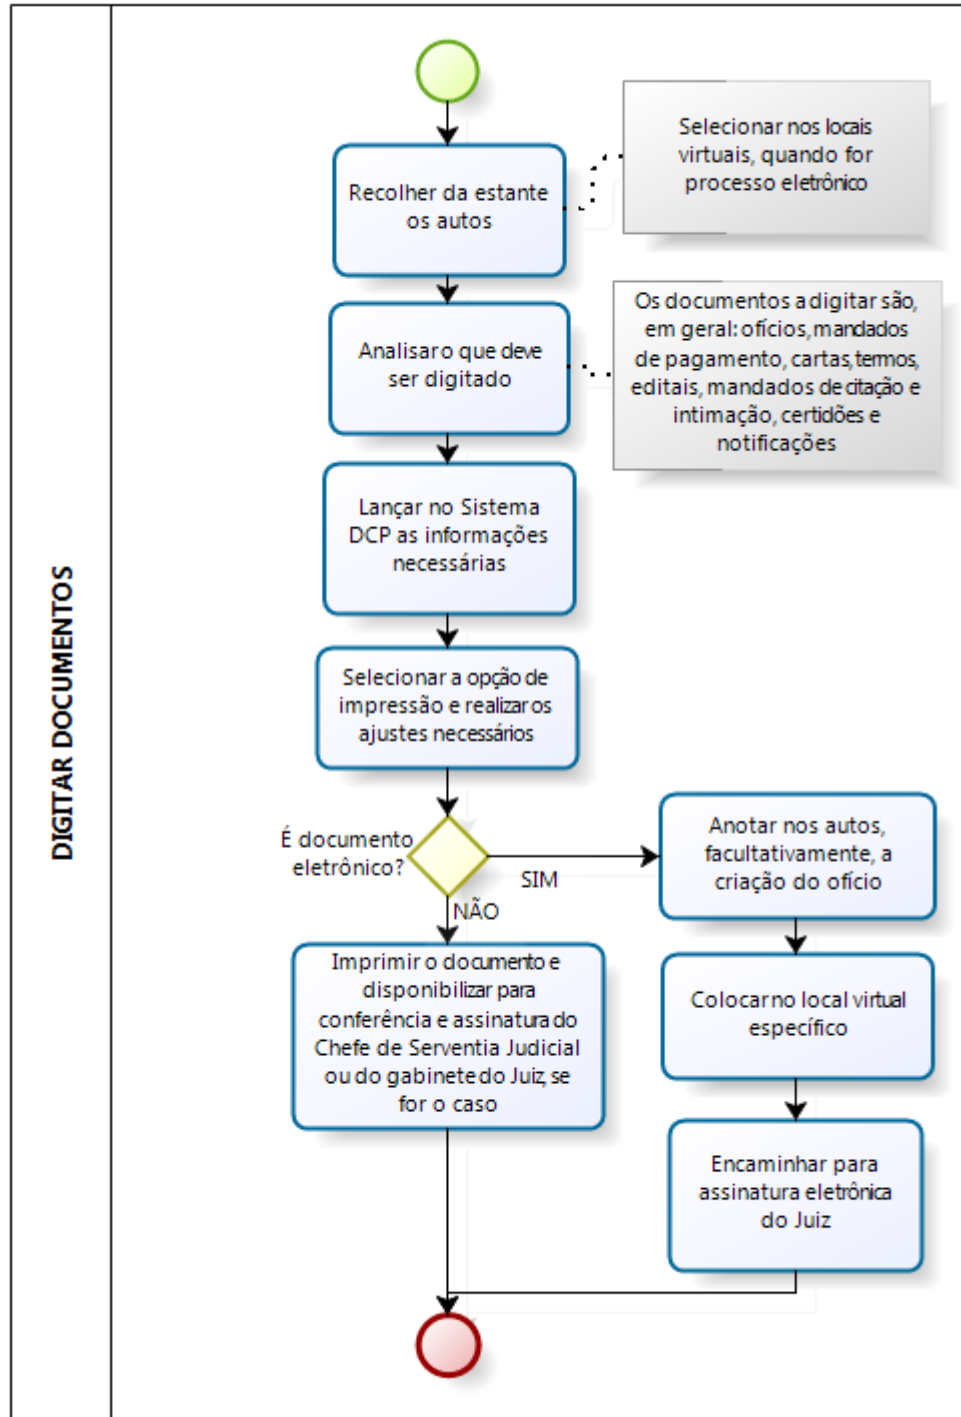 DIGITAR DOCUMENTOS
Recolher da estante
os autos
Selecionar nos locais
virtuais, quando for
processo eletrônico
Analisar o que deve
ser digitado
Os documentos a digitar são,
em geral: ofícios, mandados
de pagamento, cartas, termos,
editais, mandados de citação e
intimação, certidões e
notificações
Lançar no Sistema
DCP as informações
necessárias
Selecionar a opção de
impressão e realizar os
ajustes necessários
É documento
eletrônico?
SIM
NÃO
Anotar nos autos,
facultativamente, a
criação do ofício
Imprimir o documento e
disponibilizar para
conferência e assinatura do
Chefe de Serventia Judicial
ou do gabinete do Juiz, se
for o caso
Colocar no local virtual
específico
Encaminhar para
assinatura eletrônica
do Juiz